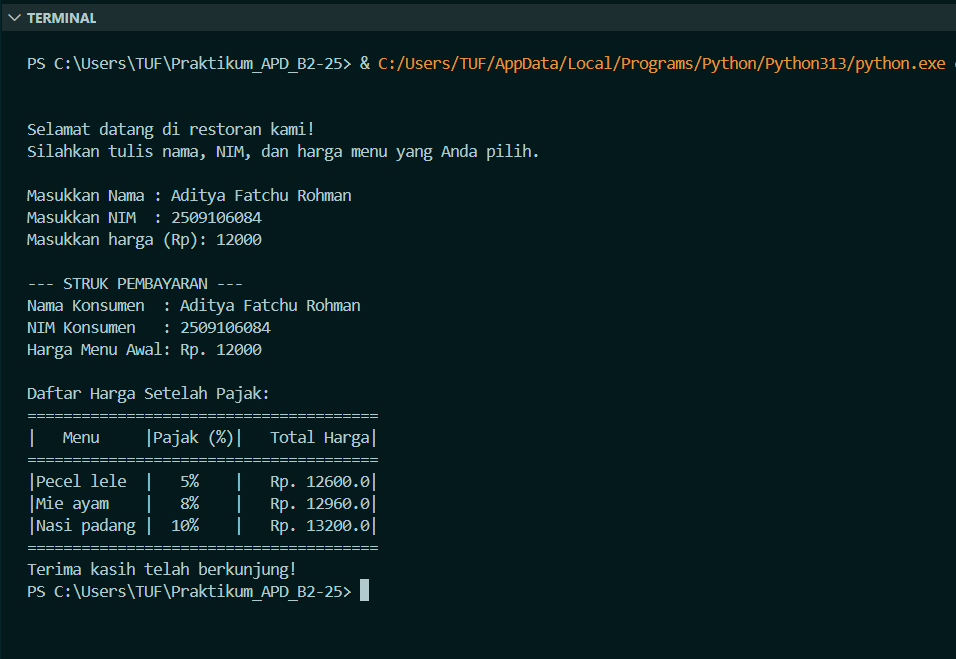 TERMINAL
PS C:\Users\TUF\Praktikum_APD_B2-25> & C:/Users/TUF/AppData/Local/Programs/Python/Python313/python.exe
Selamat datang di restoran kami!
Silahkan tulis nama, NIM, dan harga menu yang Anda pilih.
Masukkan Nama : Aditya Fatchu Rohman
Masukkan NIM  : 2509106084
Masukkan harga (Rp): 12000
--- STRUK PEMBAYARAN ---
Nama Konsumen  : Aditya Fatchu Rohman
NIM Konsumen   : 2509106084
Harga Menu Awal: Rp. 12000
Daftar Harga Setelah Pajak:
=======================================
|   Menu     |Pajak (%)|   Total Harga|
=======================================
|Pecel lele  |   5%    |   Rp. 12600.0|
|Mie ayam    |   8%    |   Rp. 12960.0|
|Nasi padang |  10%    |   Rp. 13200.0|
=======================================
Terima kasih telah berkunjung!
PS C:\Users\TUF\Praktikum_APD_B2-25>